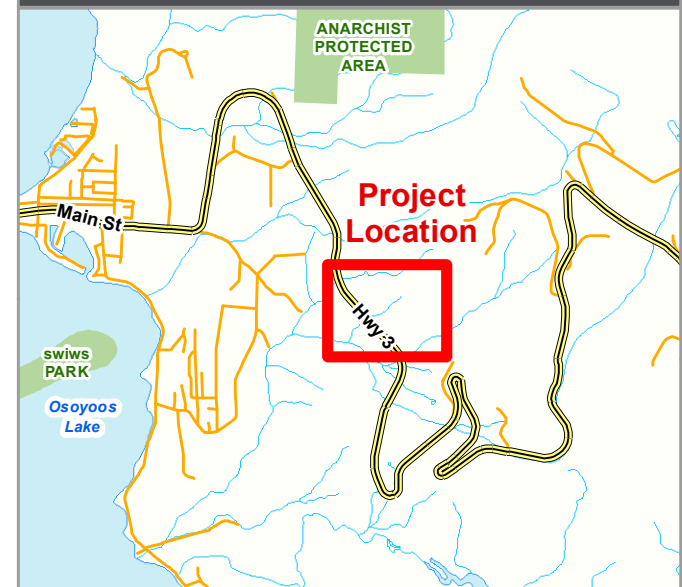 ANARCHIST
PROTECTED
AREA
Project
Location
Main St
Hwy 3
swiws
PARK
Osoyoos
Lake